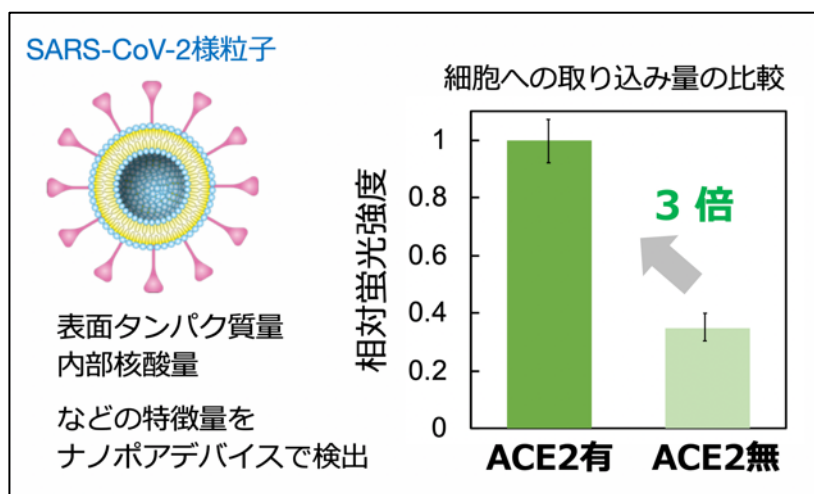 SARS-CoV-2様粒子
表面タンパク質量
内部核酸量
などの特徴量を
ナノポアデバイスで検出
細胞への取り込み量の比較
相対蛍光強度
1
0.8
0.6
0.4
0.2
0
3 倍
ACE2有
ACE2無